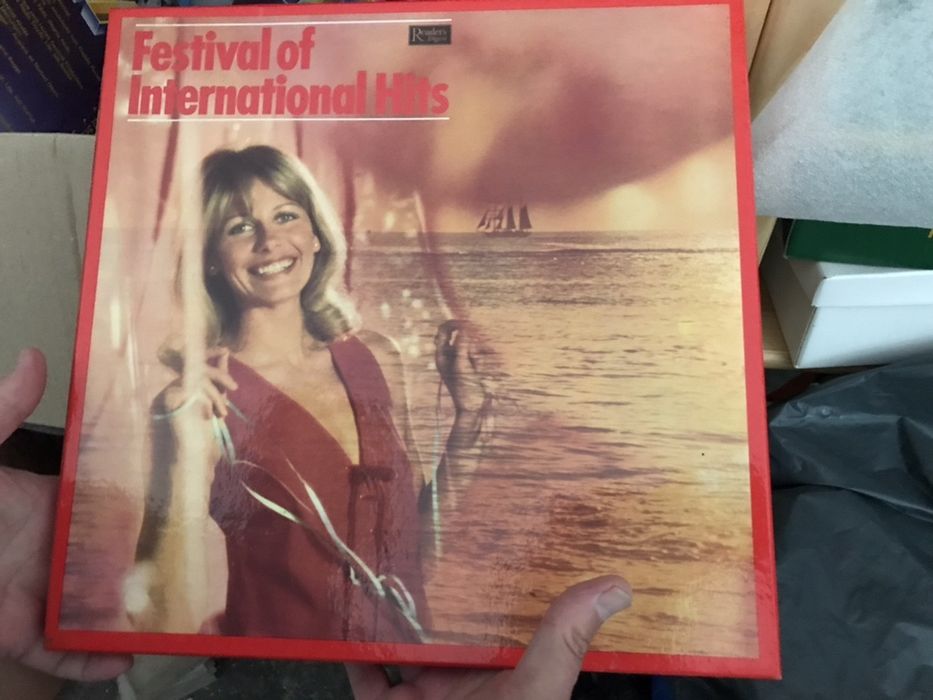 Festival of
International Hits
Reader's
Digest